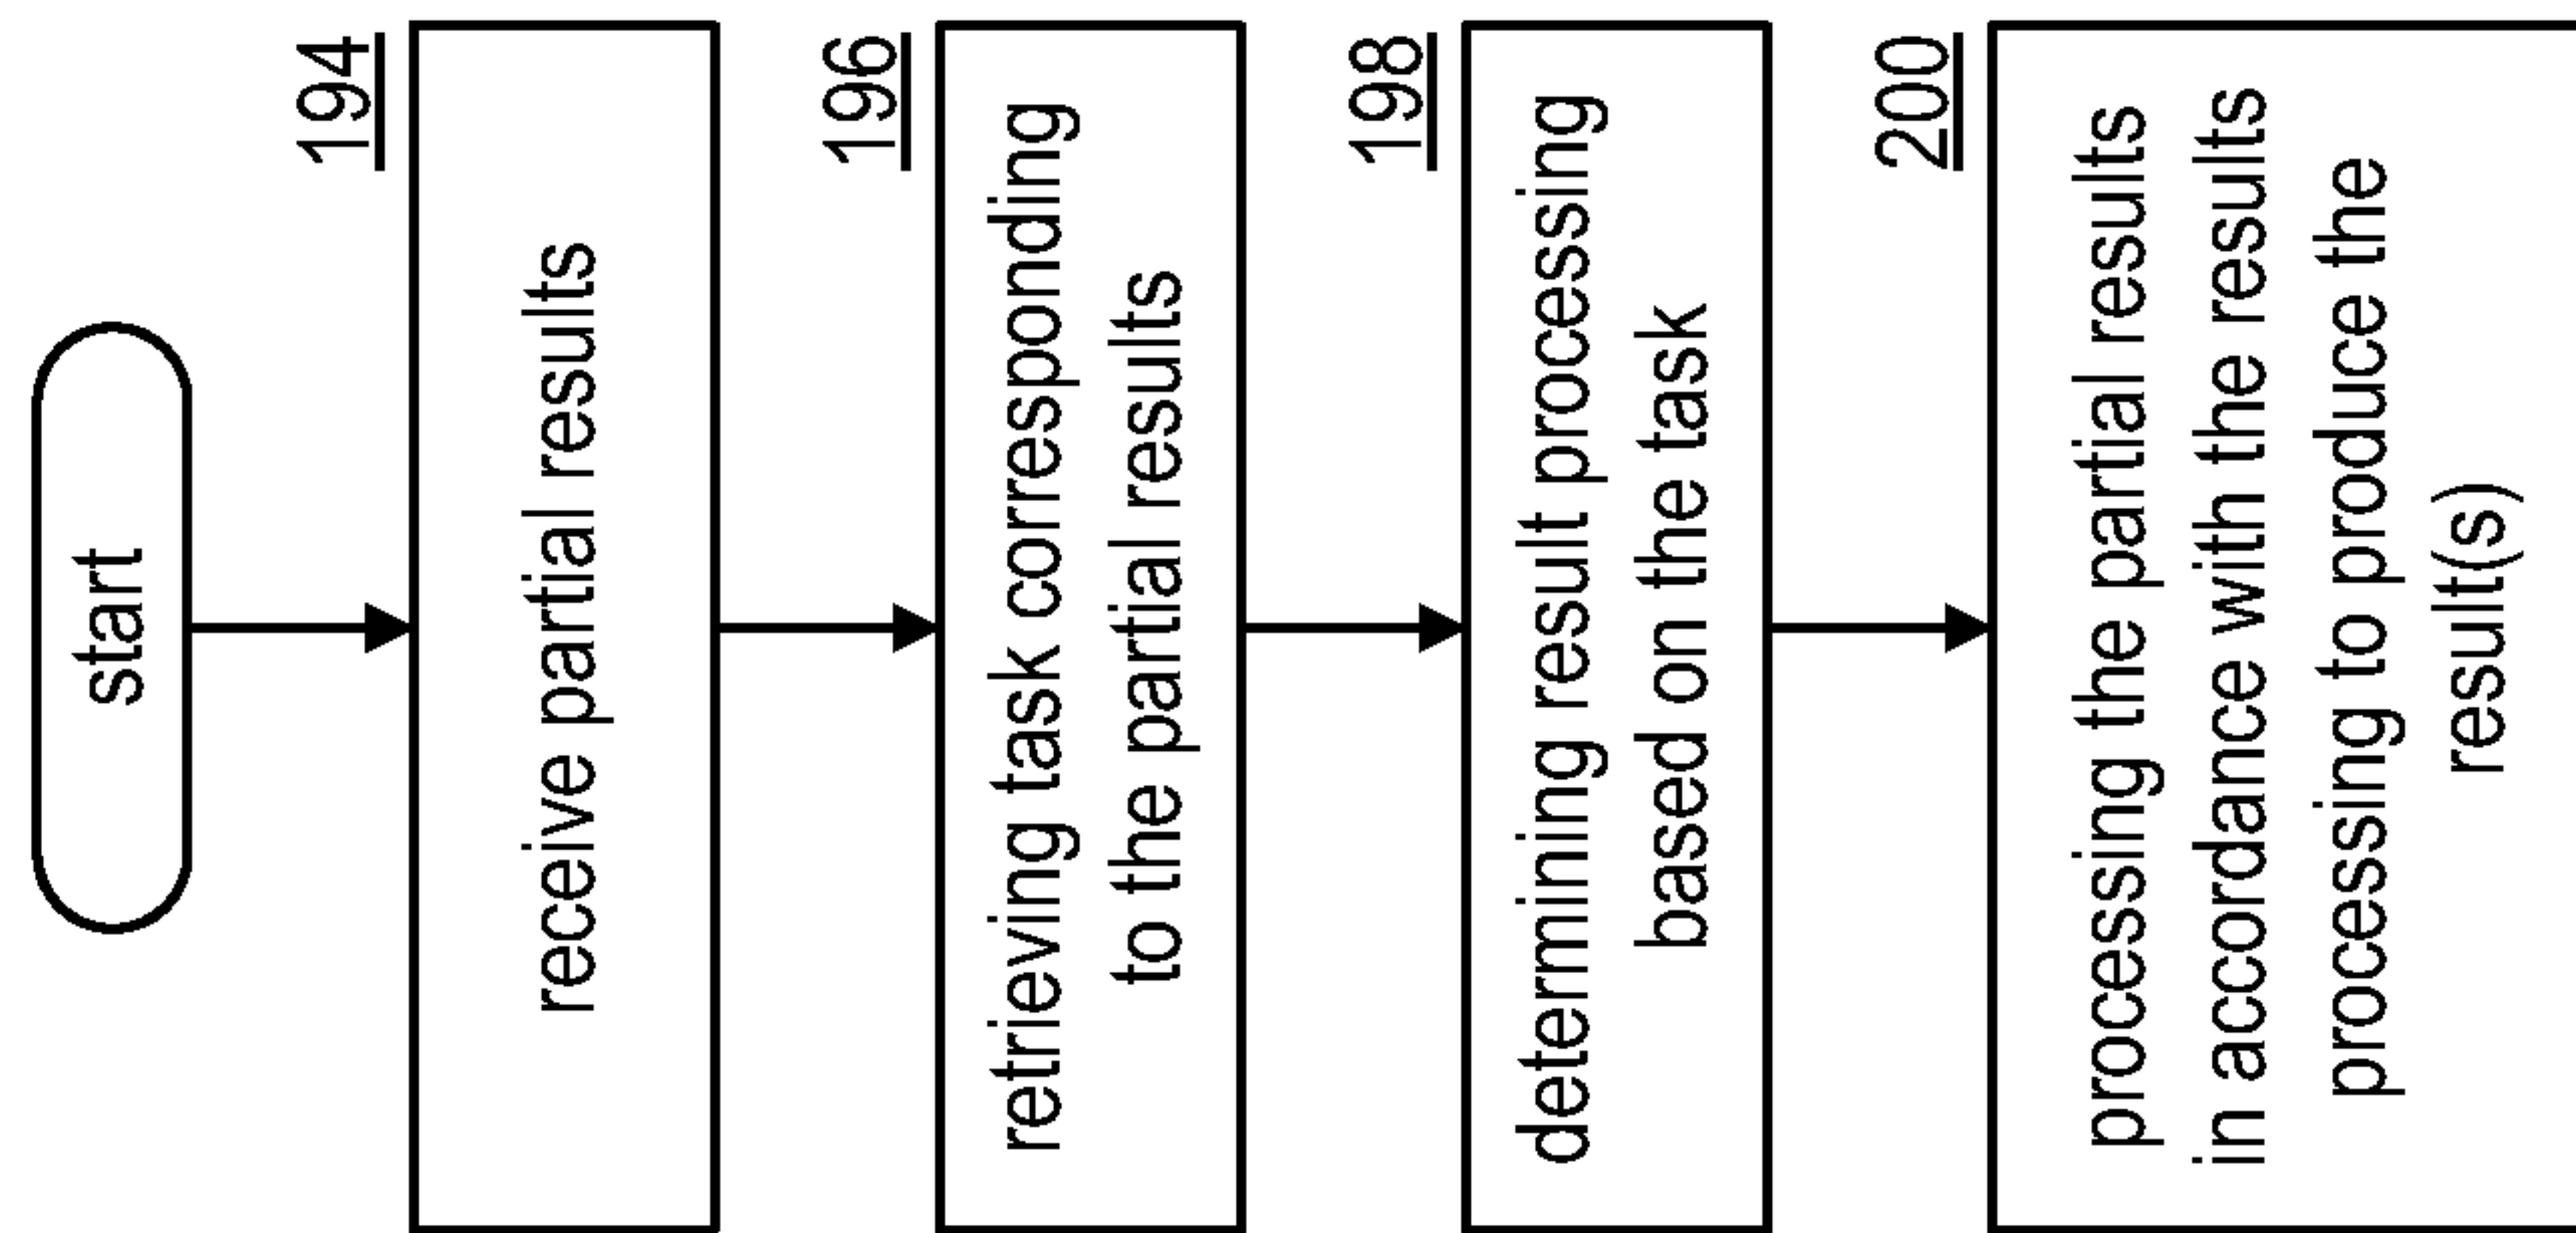 start
194
receive partial results
196
retrieving task corresponding
to the partial results
198
determining result processing
based on the task
200
processing the partial results
in accordance with the results
processing to produce the
result(s)